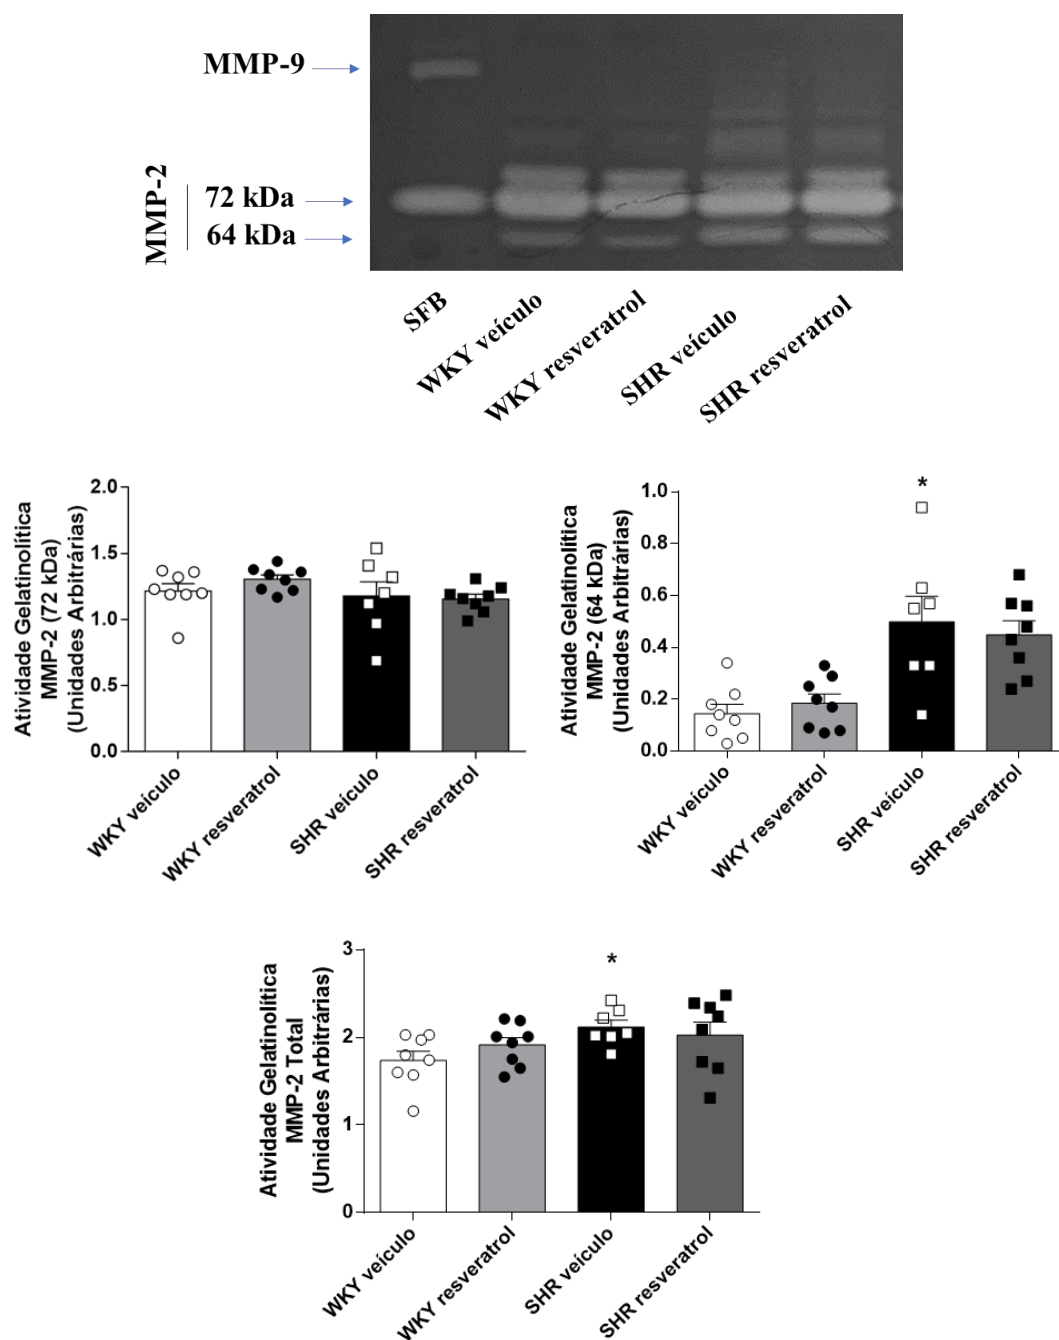 MMP-9
MMP-2
72 kDa
64 kDa
SFB
WKY veículo
WKY resveratrol
SHR veículo
SHR resveratrol
Atividade Gelatinolítica
MMP-2 (72 kDa)
(Unidades Arbitrárias)
2.0
1.5
1.0
0.5
0.0
WKY veículo
WKY resveratrol
SHR veículo
SHR resveratrol
Atividade Gelatinolítica
MMP-2 (64 kDa)
(Unidades Arbitrárias)
1.0
0.8
0.6
0.4
0.2
0.0
*
WKY veículo
WKY resveratrol
SHR veículo
SHR resveratrol
Atividade Gelatinolítica
MMP-2 Total
(Unidades Arbitrárias)
3
2
1
0
*
WKY veículo
WKY resveratrol
SHR veículo
SHR resveratrol